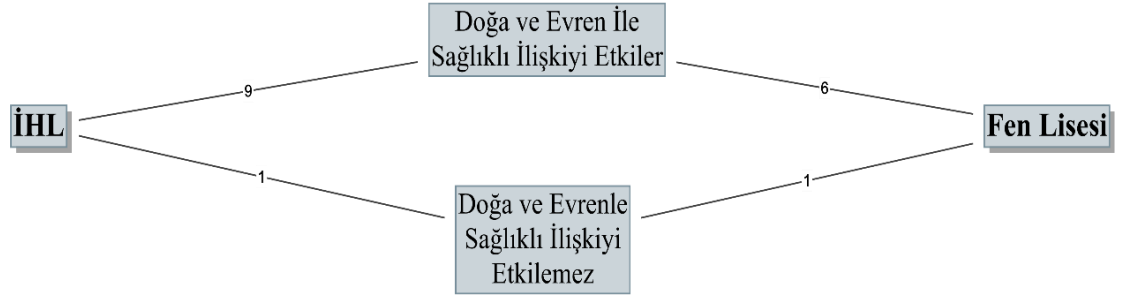 Doğa ve Evren İle
Sağlıklı İlişkiyi Etkiler
9
6
İHL
Fen Lisesi
1
1
Doğa ve Evrenle
Sağlıklı İlişkiyi
Etkilemez